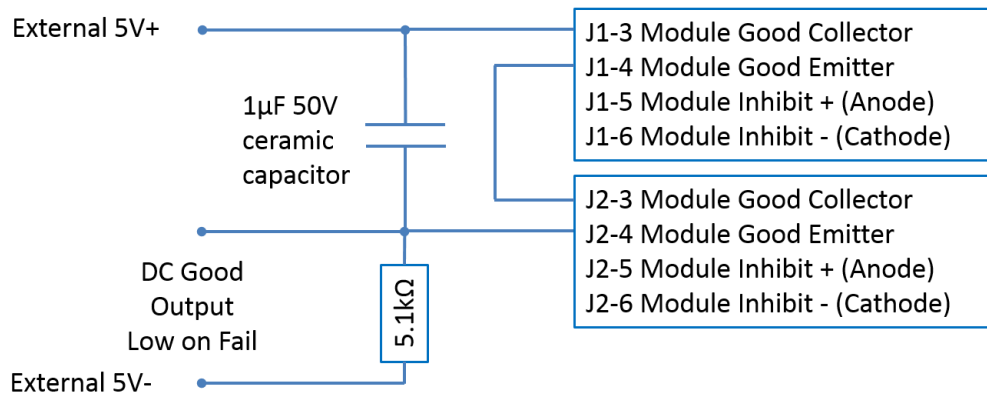 External 5V+
J1-3 Module Good Collector
J1-4 Module Good Emitter
J1-5 Module Inhibit + (Anode)
J1-6 Module Inhibit - (Cathode)
1µF 50V
ceramic
capacitor
J2-3 Module Good Collector
J2-4 Module Good Emitter
J2-5 Module Inhibit + (Anode)
J2-6 Module Inhibit - (Cathode)
DC Good
Output
Low on Fail
5.1kΩ
External 5V-